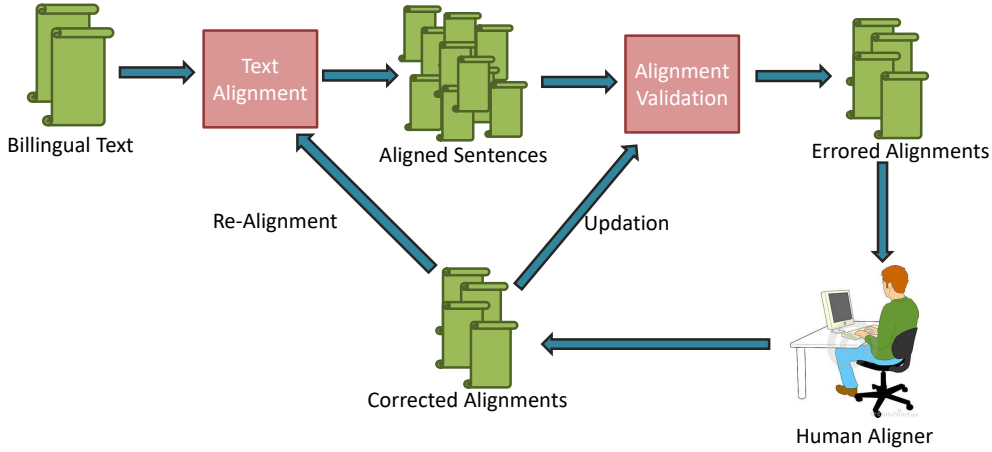 Text
Alignment
Alignment
Validation
Billingual Text
Aligned Sentences
Errored Alignments
Re-Alignment
Updation
Corrected Alignments
Human Aligner